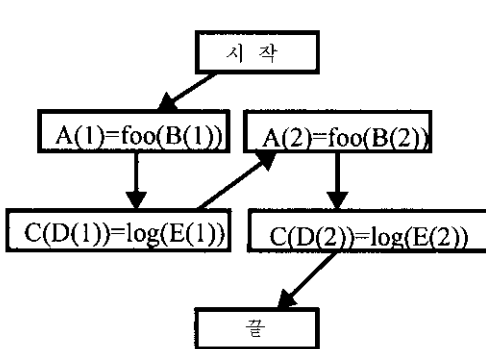 시 작
A(1)=foo(B(1))
A(2)=foo(B(2))
C(D(1))=log(E(1))
C(D(2))=log(E(2))
끝